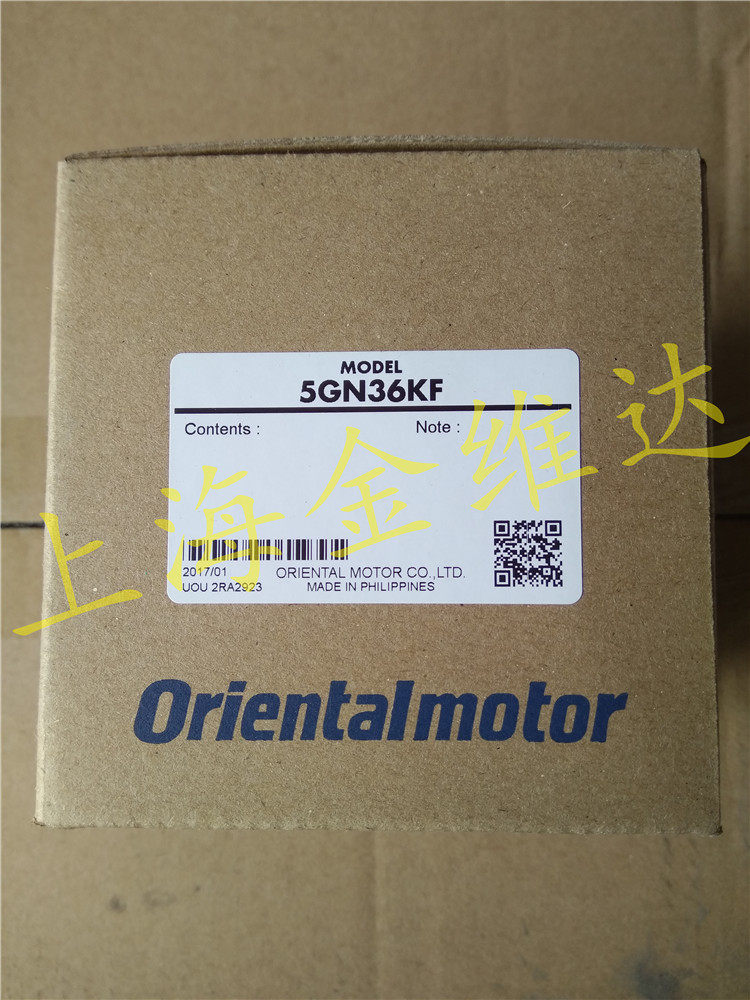 MODEL
5GN36KF
Contents :
Note :
上海金维达
2017/01
ORIENTAL MOTOR CO.,LTD.
UOU 2RA2923
MADE IN PHILIPPINES
Orientalmotor